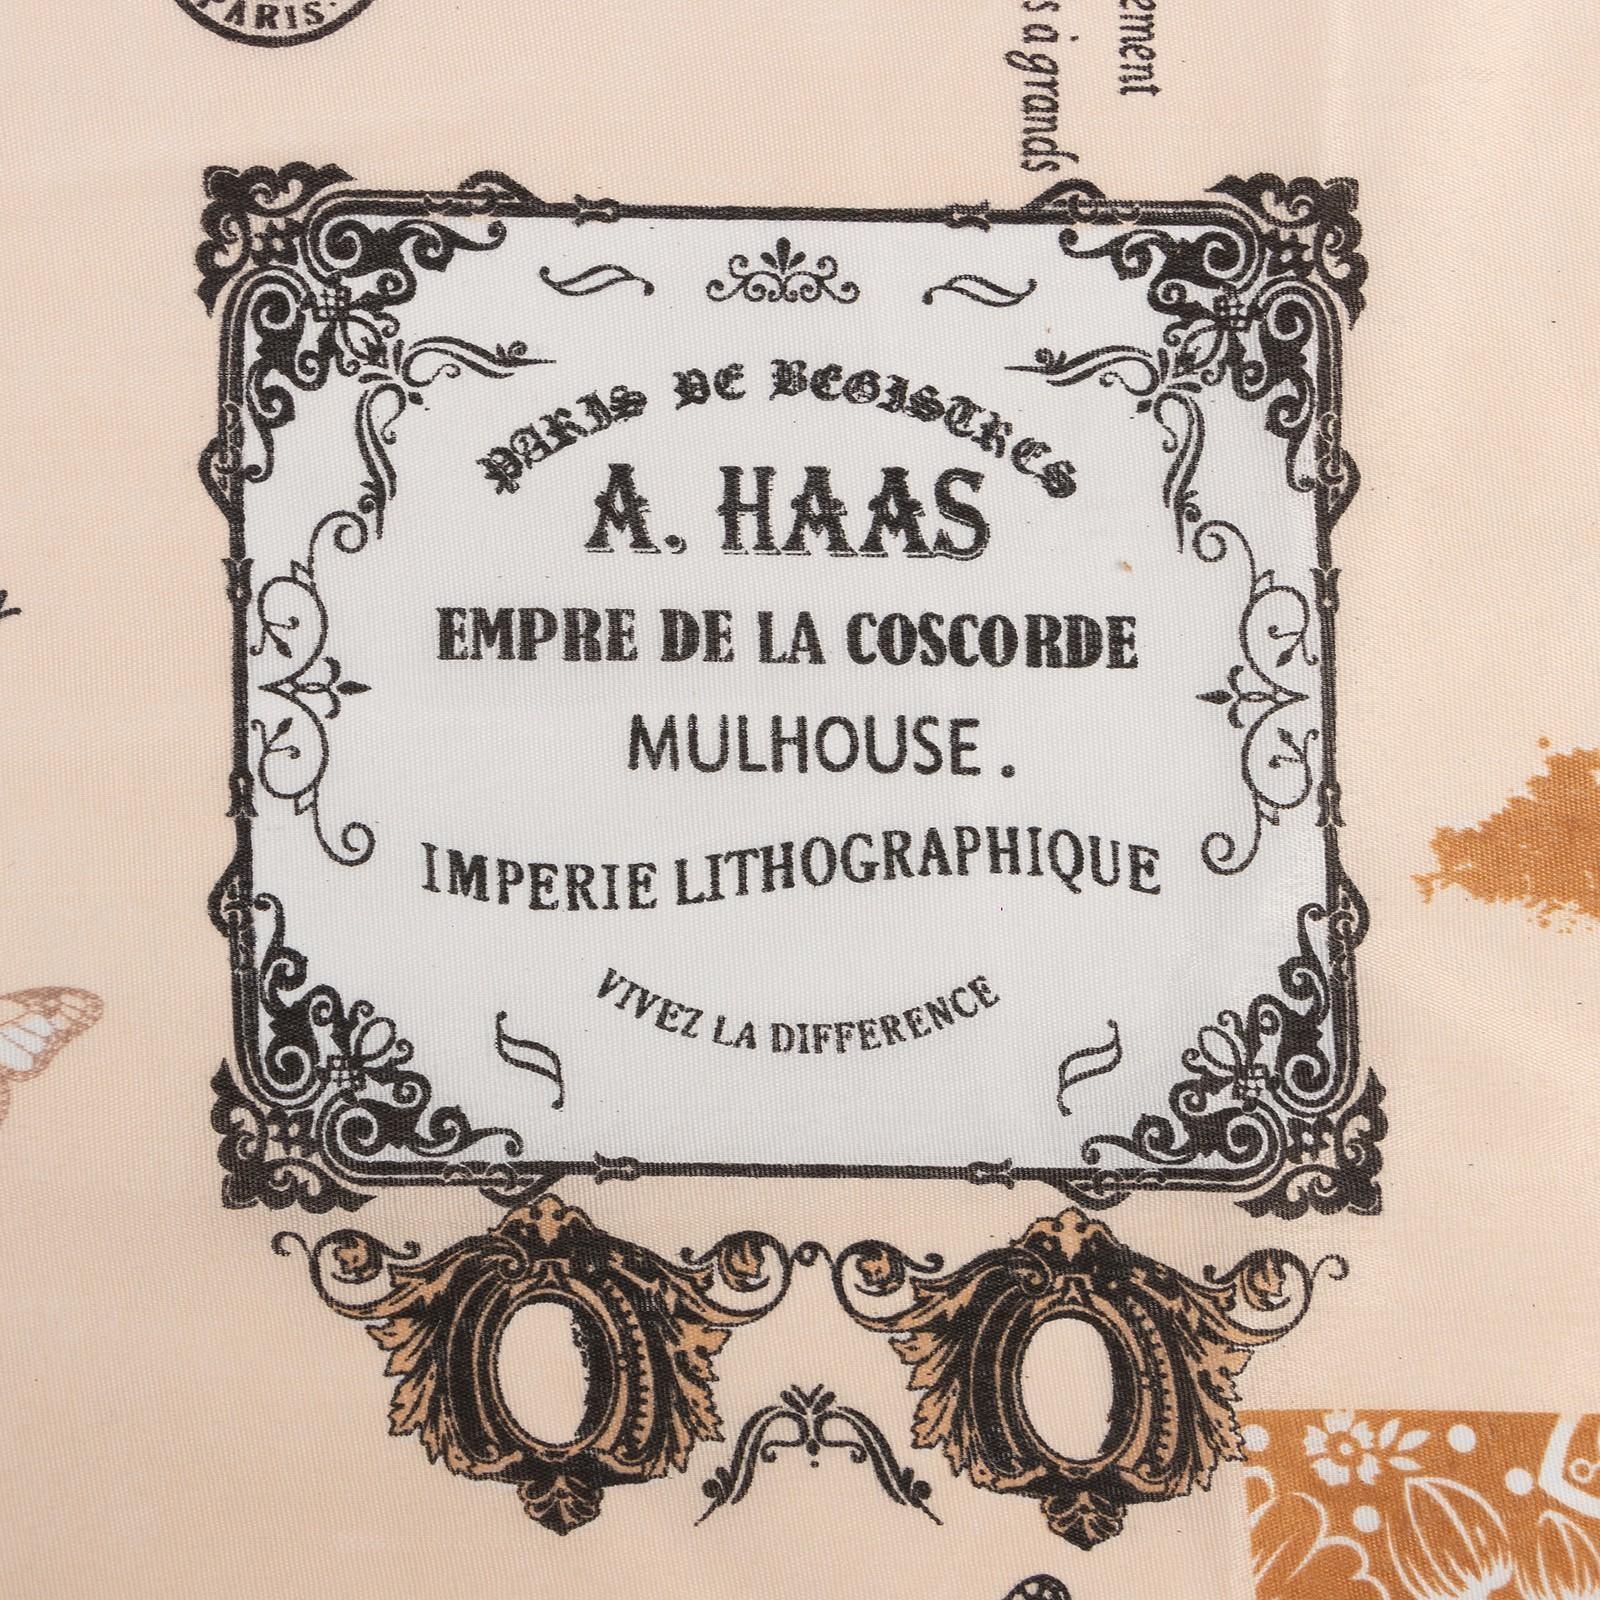 PARIS.
ement
s à grands
PARIS DE BEGISTRES
A. HAAS
EMPRE DE LA COSCORDE
MULHOUSE.
IMPERIE LITHOGRAPHIQUE
VIVEZ LA DIFFERENCE